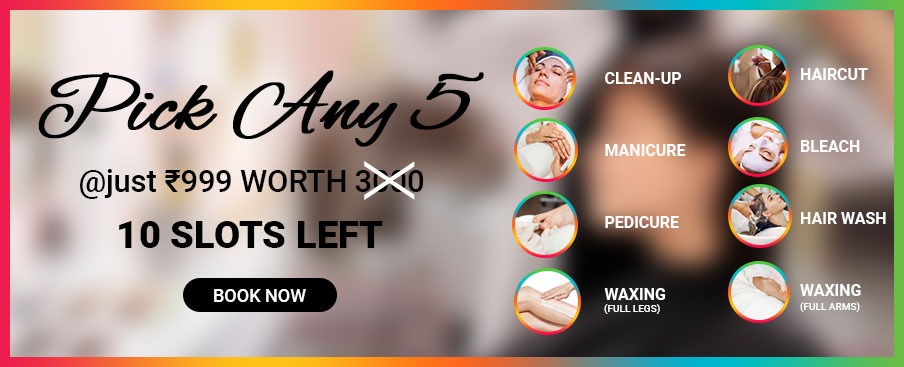 Pick Any 5
@just ₹999 WORTH 3000
10 SLOTS LEFT
BOOK NOW
CLEAN-UP
HAIRCUT
MANICURE
BLEACH
PEDICURE
HAIR WASH
WAXING
(FULL LEGS)
WAXING
(FULL ARMS)